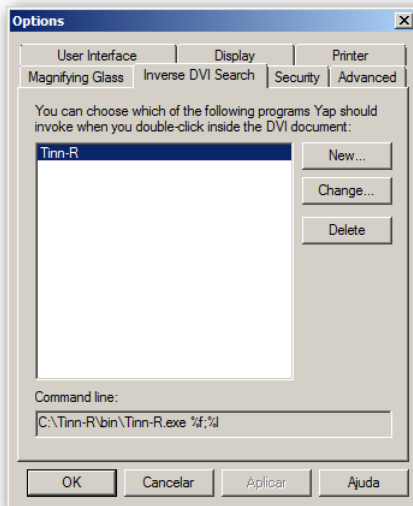 Options
User Interface Display Printer
Magnifying Glass Inverse DVI Search Security Advanced
You can choose which of the following programs Yap should
invoke when you double-click inside the DVI document:
Tinn-R
New...
Change...
Delete
Command line:
C:\Tinn-R\bin\Tinn-R.exe %f;%l
OK Cancelar Aplicar Ajuda